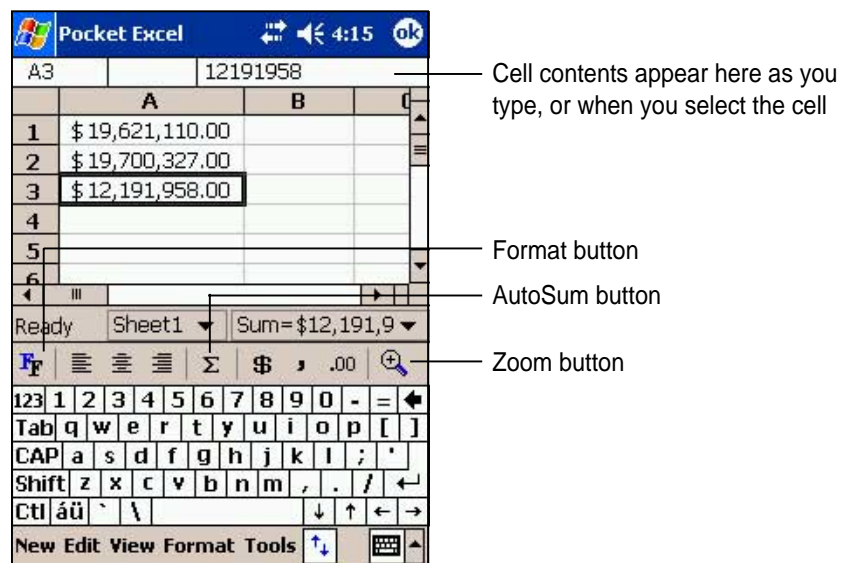 Pocket Excel 4:15 ok
A3 12191958
Cell contents appear here as you
type, or when you select the cell
A B C
1 $19,621,110.00
2 $19,700,327.00
3 $12,191,958.00
4
5
6
Format button
AutoSum button
Ready Sheet1 Sum=$12,191,9
FF Σ $ , .00
Zoom button
123 1 2 3 4 5 6 7 8 9 0 - =
Tab q w e r t y u i o p [ ]
CAP a s d f g h j k l ; '
Shift z x c v b n m , . /
Ctl áü ` \ ↓ ↑ ← →
New Edit View Format Tools